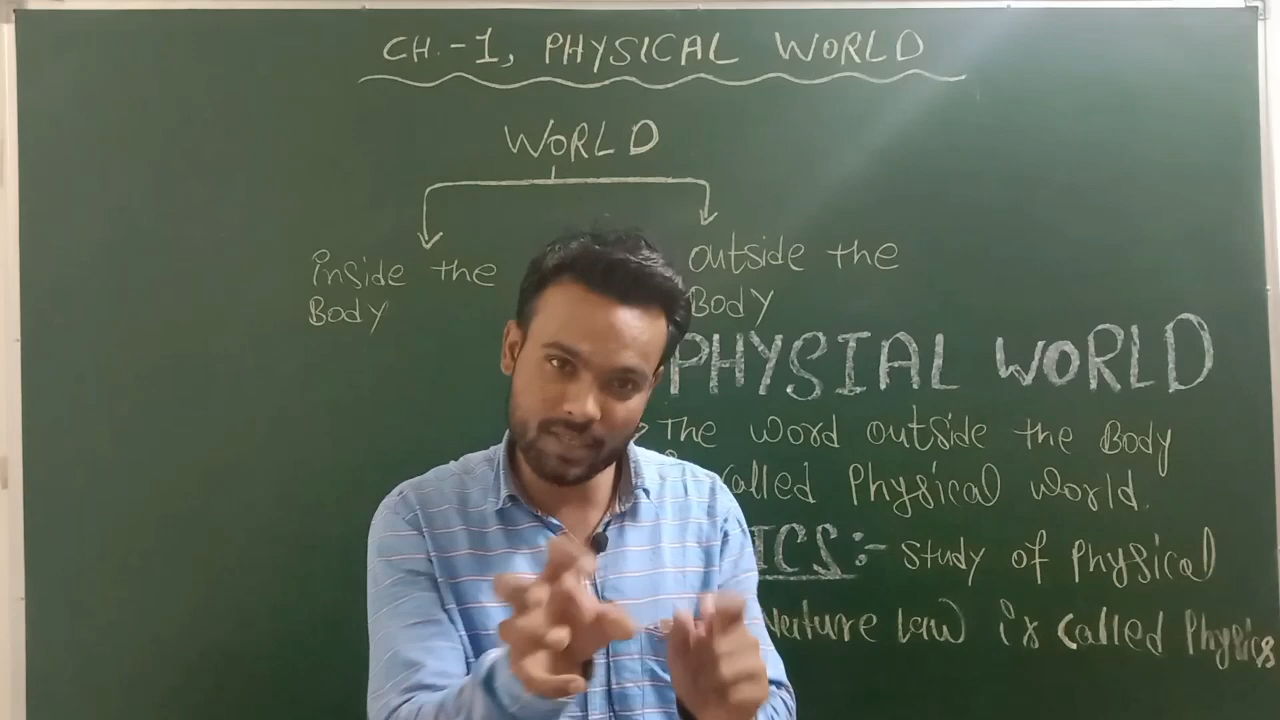 CH.-1, PHYSICAL WORLD
WORLD
inside the
Body
outside the
Body
PHYSIAL WORLD
The word outside the Body
called Physical world.
ICS:- study of Physical
Nature law is called Physics